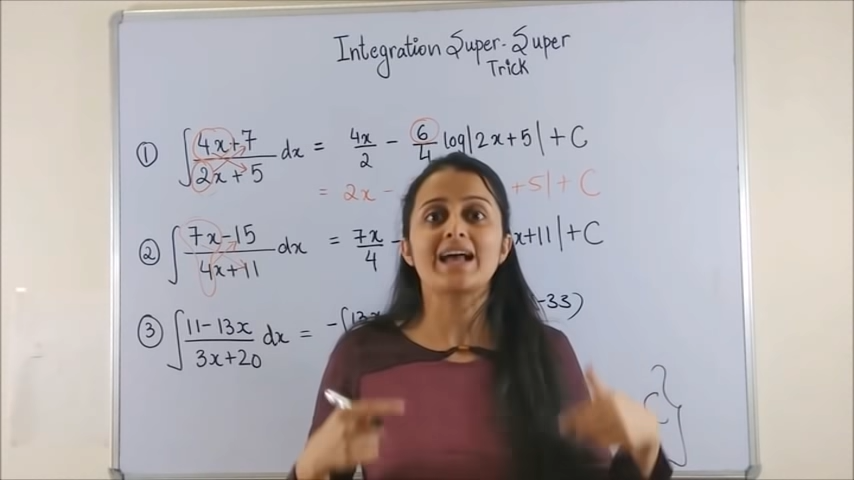 Integration Super-Super
Trick
① ∫ 4x+7 / 2x+5 dx = 4x/2 - 6/4 log|2x+5| + C
= 2x - +5| + C
② ∫ 7x-15 / 4x+11 dx = 7x/4 - x+11| + C
③ ∫ 11-13x / 3x+20 dx = -[13x -33)
C }